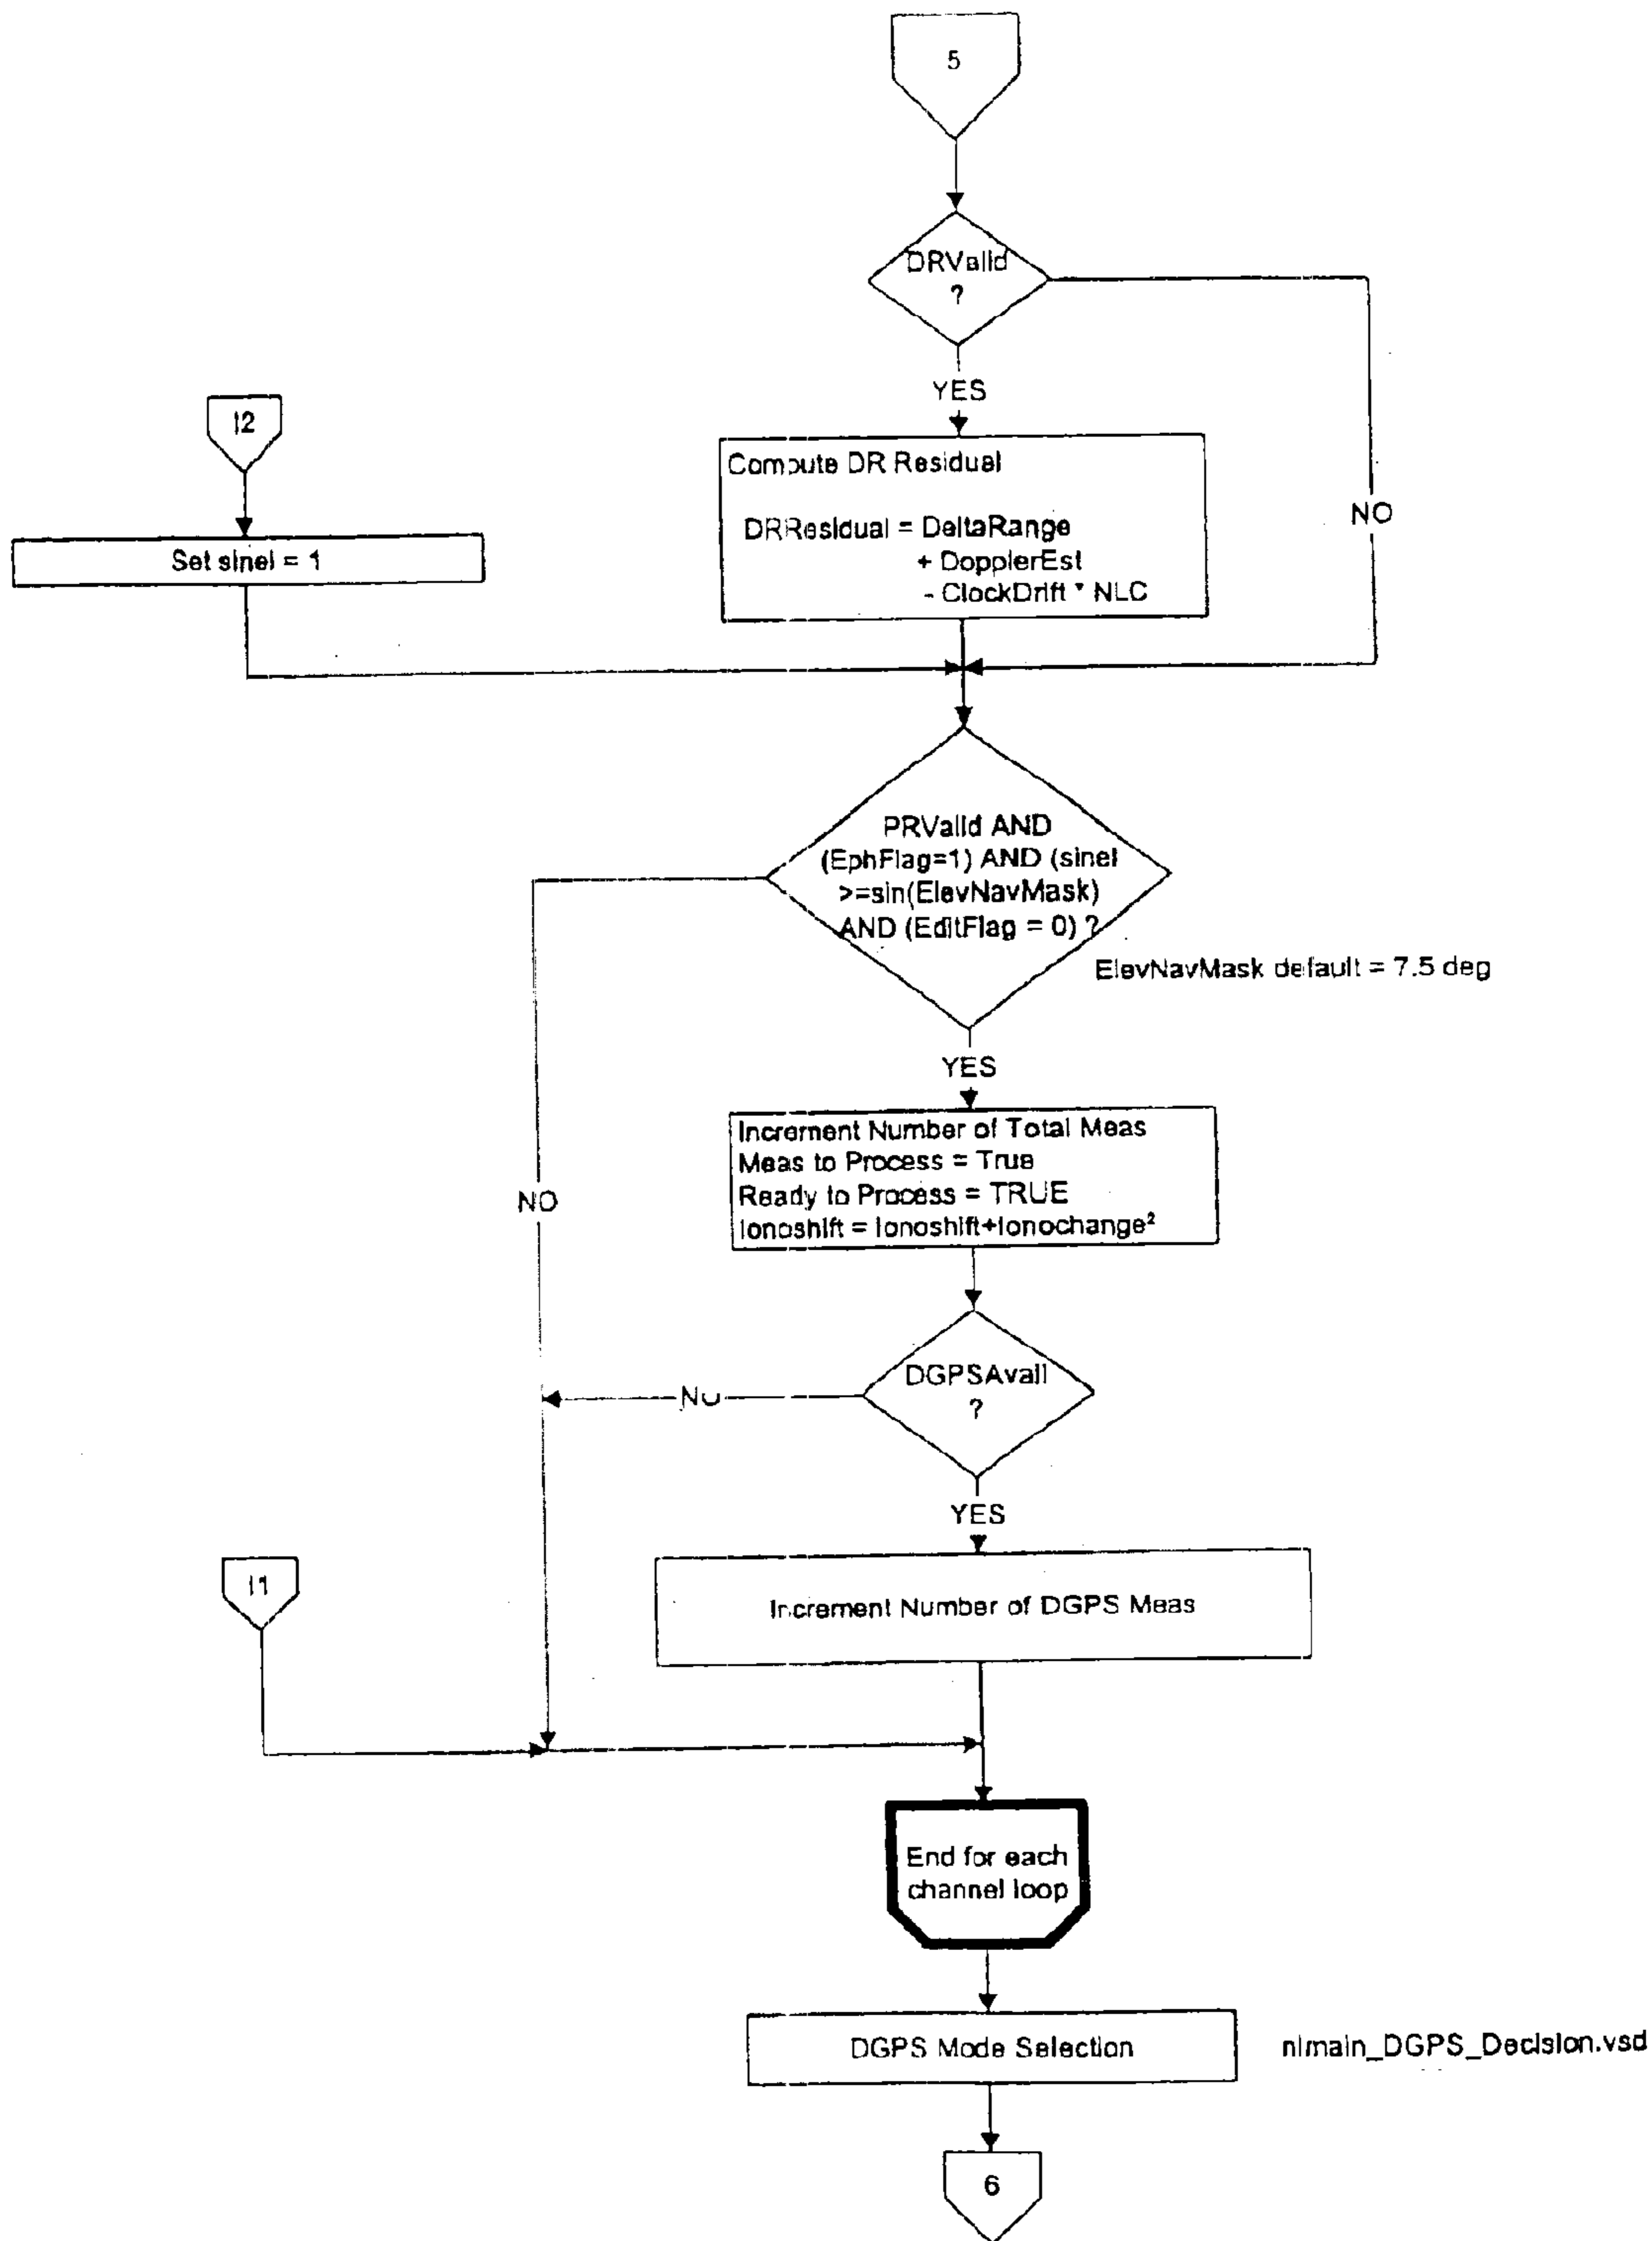 5
DRValid
?
YES
I2
Compute DR Residual
DRResidual = DeltaRange
+ DopplerEst
- ClockDrift * NLC
NO
Set sinel = 1
PRValid AND
(EphFlag=1) AND (sinel
>=sin(ElevNavMask)
AND (EditFlag = 0) ?
ElevNavMask default = 7.5 deg
YES
Increment Number of Total Meas
Meas to Process = True
Ready to Process = TRUE
Ionoshift = Ionoshift+Ionochange²
NO
DGPSAvail
?
NO
YES
I1
Increment Number of DGPS Meas
End for each
channel loop
DGPS Mode Selection
nlmain_DGPS_Decision.vsd
6